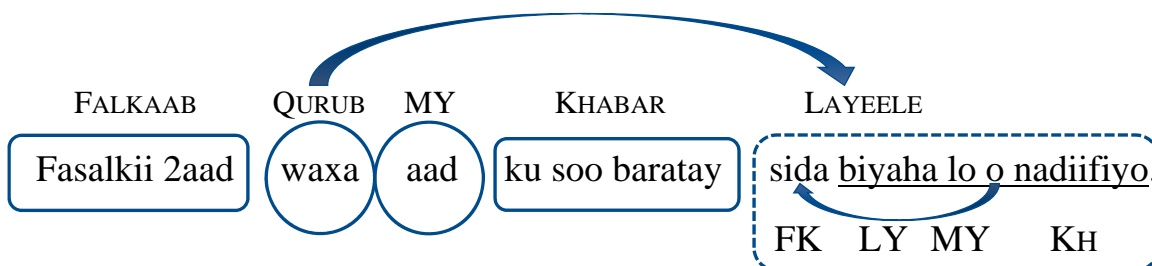 FALKAAB QURUB MY KHABAR LAYEELE
Fasalkii 2aad waxa aad ku soo baratay sida biyaha lo o nadiifiyo.
FK LY MY KH